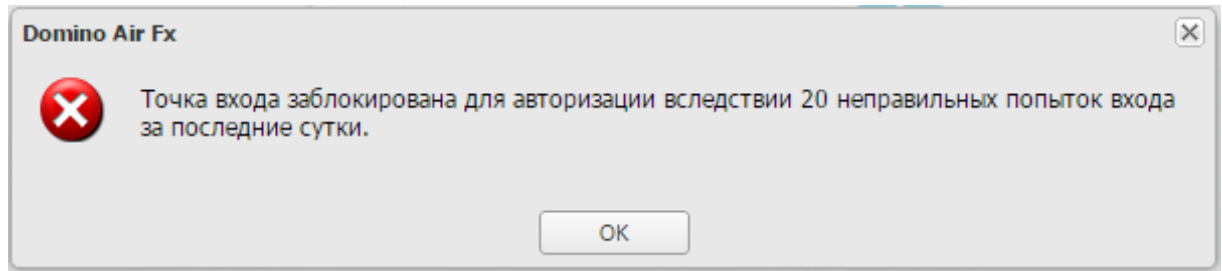 Domino Air Fx
Точка входа заблокирована для авторизации вследствии 20 неправильных попыток входа
за последние сутки.
OK